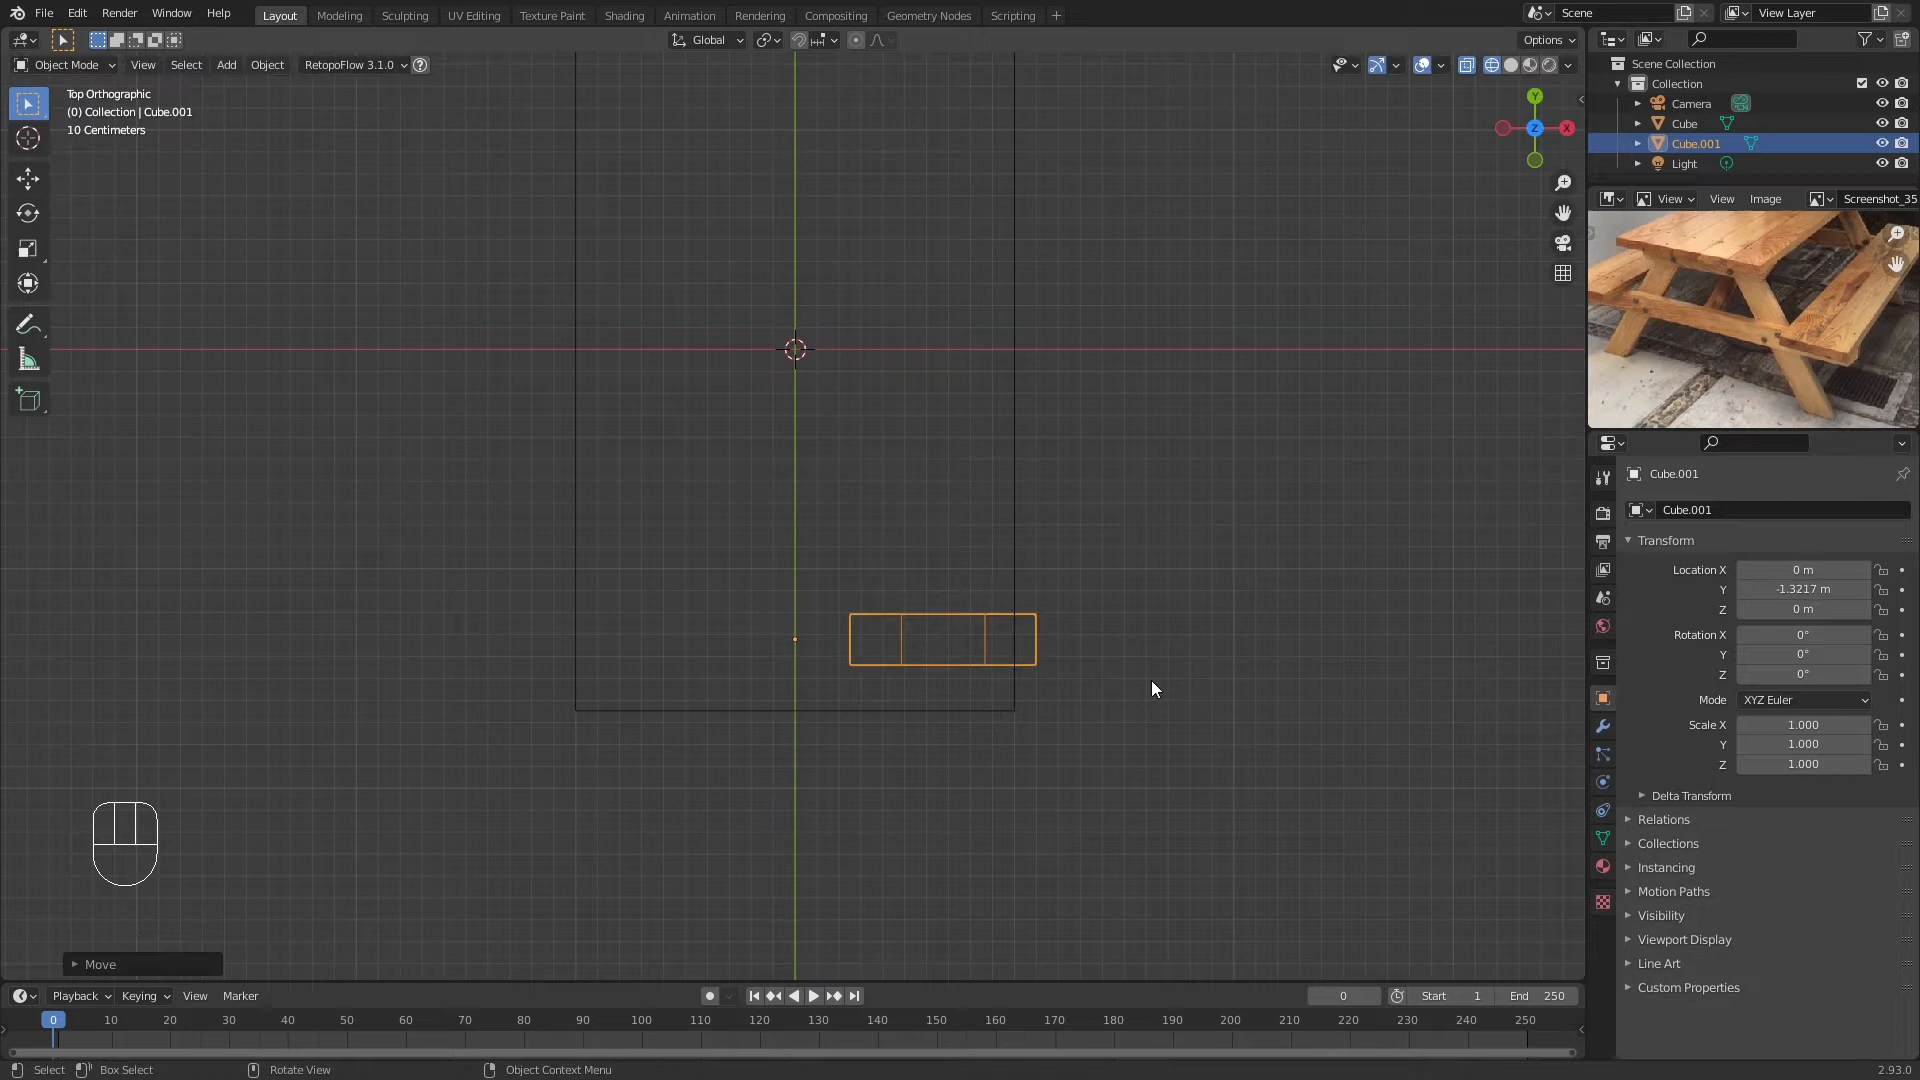 File Edit Render Window Help Layout Modeling Sculpting UV Editing Texture Paint Shading Animation Rendering Compositing Geometry Nodes Scripting + Scene View Layer
Global Options
Object Mode View Select Add Object RetopoFlow 3.1.0 ?
Top Orthographic
(0) Collection | Cube.001
10 Centimeters
Y
X
Z
Scene Collection
Collection
Camera
Cube
Cube.001
Light
View View Image Screenshot_35
Cube.001
Cube.001
Transform
Location X 0 m
Y -1.3217 m
Z 0 m
Rotation X 0°
Y 0°
Z 0°
Mode XYZ Euler
Scale X 1.000
Y 1.000
Z 1.000
Delta Transform
Relations
Collections
Instancing
Motion Paths
Visibility
Viewport Display
Line Art
Custom Properties
Move
Playback Keying View Marker 0 Start 1 End 250
0 10 20 30 40 50 60 70 80 90 100 110 120 130 140 150 160 170 180 190 200 210 220 230 240 250
Select Box Select Rotate View Object Context Menu 2.93.0